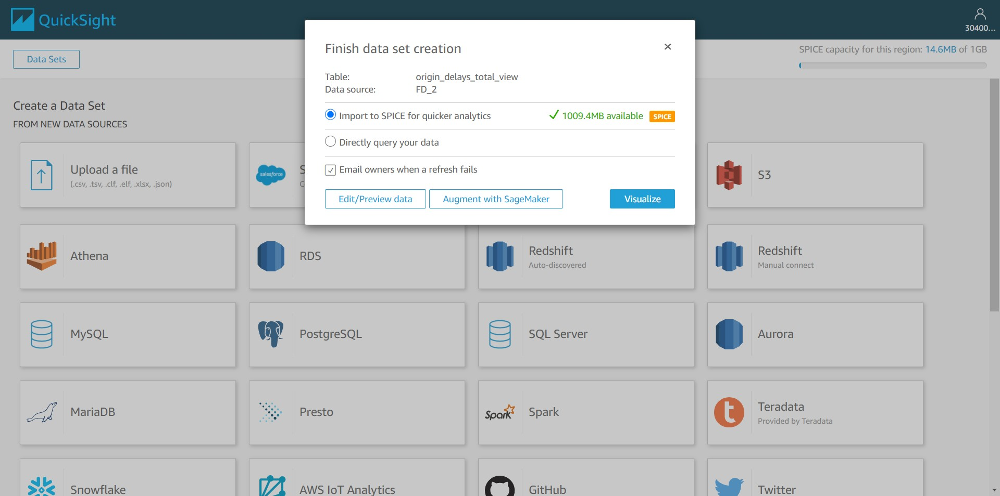 QuickSight
30400...
Data Sets
SPICE capacity for this region: 14.6MB of 1GB
Finish data set creation
Table: origin_delays_total_view
Data source: FD_2
Import to SPICE for quicker analytics
1009.4MB available SPICE
Directly query your data
Email owners when a refresh fails
Edit/Preview data
Augment with SageMaker
Visualize
Create a Data Set
FROM NEW DATA SOURCES
Upload a file
(.csv, .tsv, .clf, .elf, .xlsx, .json)
salesforce
S
C
S3
Athena
RDS
Redshift
Auto-discovered
Redshift
Manual connect
MySQL
PostgreSQL
SQL Server
Aurora
MariaDB
Presto
Spark
Spark
Teradata
Provided by Teradata
Snowflake
AWS IoT Analytics
GitHub
Twitter